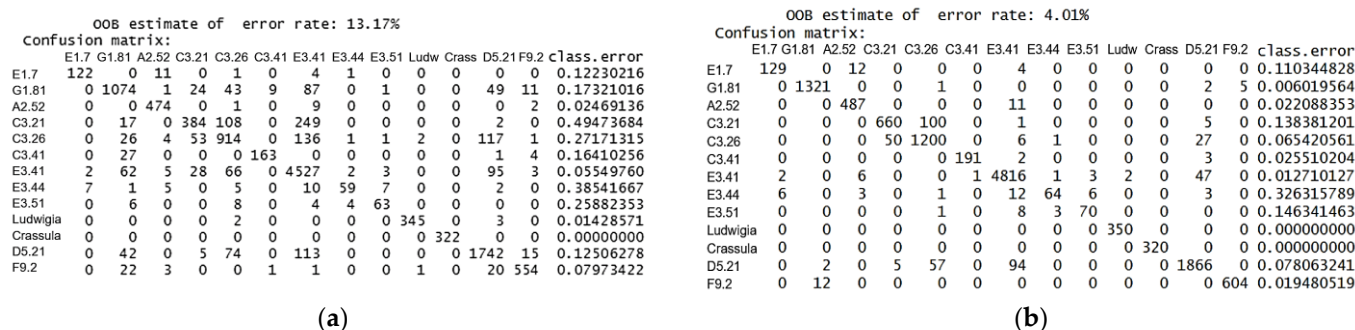 OOB estimate of error rate: 13.17%
Confusion matrix:
E1.7 G1.81 A2.52 C3.21 C3.26 C3.41 E3.41 E3.44 E3.51 Ludw Crass D5.21 F9.2 class.error
E1.7 122 0 11 0 1 0 4 1 0 0 0 0 0 0.12230216
G1.81 0 1074 1 24 43 9 87 0 1 0 0 49 11 0.17321016
A2.52 0 0 474 0 1 0 9 0 0 0 0 0 2 0.02469136
C3.21 0 17 0 384 108 0 249 0 0 0 0 2 0 0.49473684
C3.26 0 26 4 53 914 0 136 1 1 2 0 117 1 0.27171315
C3.41 0 27 0 0 0 163 0 0 0 0 0 1 4 0.16410256
E3.41 2 62 5 28 66 0 4527 2 3 0 0 95 3 0.05549760
E3.44 7 1 5 0 5 0 10 59 7 0 0 2 0 0.38541667
E3.51 0 6 0 0 8 0 4 4 63 0 0 0 0 0.25882353
Ludwigia 0 0 0 0 2 0 0 0 0 345 0 3 0 0.01428571
Crassula 0 0 0 0 0 0 0 0 0 0 322 0 0 0.00000000
D5.21 0 42 0 5 74 0 113 0 0 0 0 1742 15 0.12506278
F9.2 0 22 3 0 0 1 1 0 0 1 0 20 554 0.07973422
(a)
OOB estimate of error rate: 4.01%
Confusion matrix:
E1.7 G1.81 A2.52 C3.21 C3.26 C3.41 E3.41 E3.44 E3.51 Ludw Crass D5.21 F9.2 class.error
E1.7 129 0 12 0 0 0 4 0 0 0 0 0 0 0.110344828
G1.81 0 1321 0 0 1 0 0 0 0 0 0 2 5 0.006019564
A2.52 0 0 487 0 0 0 11 0 0 0 0 0 0 0.022088353
C3.21 0 0 0 660 100 0 1 0 0 0 0 5 0 0.138381201
C3.26 0 0 0 50 1200 0 6 1 0 0 0 27 0 0.065420561
C3.41 0 0 0 0 0 191 2 0 0 0 0 3 0 0.025510204
E3.41 2 0 6 0 0 1 4816 1 3 2 0 47 0 0.012710127
E3.44 6 0 3 0 1 0 12 64 6 0 0 3 0 0.326315789
E3.51 0 0 0 0 1 0 8 3 70 0 0 0 0 0.146341463
Ludwigia 0 0 0 0 0 0 0 0 0 350 0 0 0 0.000000000
Crassula 0 0 0 0 0 0 0 0 0 0 320 0 0 0.000000000
D5.21 0 2 0 5 57 0 94 0 0 0 0 1866 0 0.078063241
F9.2 0 12 0 0 0 0 0 0 0 0 0 0 604 0.019480519
(b)